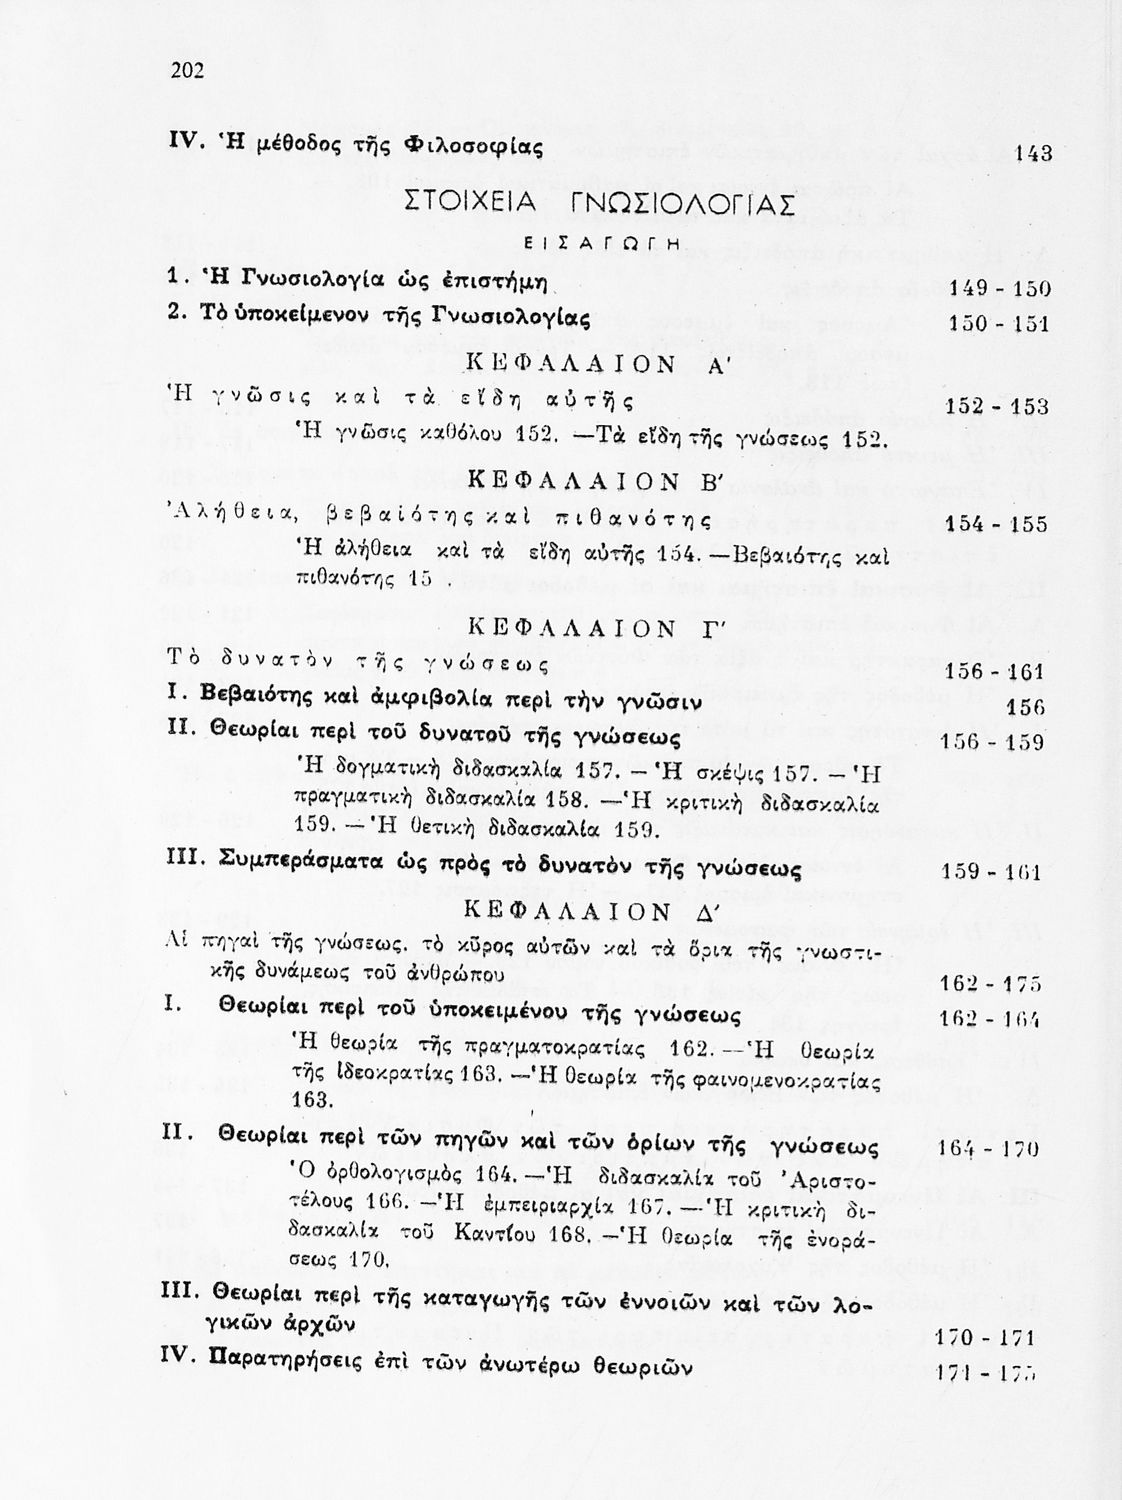 202
IV. Ἡ μέθοδος τῆς Φιλοσοφίας 143
ΣΤΟΙΧΕΙΑ ΓΝΩΣΙΟΛΟΓΙΑΣ
ΕΙΣΑΓΩΓΗ
1. Ἡ Γνωσιολογία ὡς ἐπιστήμη 149 - 150
2. Τὸ ὑποκείμενον τῆς Γνωσιολογίας 150 - 151
ΚΕΦΑΛΑΙΟΝ Α'
Ἡ γνῶσις καὶ τὰ εἴδη αὐτῆς 152 - 153
Ἡ γνῶσις καθόλου 152. —Τὰ εἴδη τῆς γνώσεως 152.
ΚΕΦΑΛΑΙΟΝ Β'
Ἀλήθεια, βεβαιότης καὶ πιθανότης 154 - 155
Ἡ ἀλήθεια καὶ τὰ εἴδη αὐτῆς 154. —Βεβαιότης καὶ
πιθανότης 15 .
ΚΕΦΑΛΑΙΟΝ Γ'
Τὸ δυνατὸν τῆς γνώσεως 156 - 161
I. Βεβαιότης καὶ ἀμφιβολία περὶ τὴν γνῶσιν 156
II. Θεωρίαι περὶ τοῦ δυνατοῦ τῆς γνώσεως 156 - 159
Ἡ δογματικὴ διδασκαλία 157. — Ἡ σκέψις 157. — Ἡ
πραγματικὴ διδασκαλία 158. —Ἡ κριτικὴ διδασκαλία
159. — Ἡ θετικὴ διδασκαλία 159.
III. Συμπεράσματα ὡς πρὸς τὸ δυνατὸν τῆς γνώσεως 159 - 161
ΚΕΦΑΛΑΙΟΝ Δ'
Αἱ πηγαὶ τῆς γνώσεως. τὸ κῦρος αὐτῶν καὶ τὰ ὅρια τῆς γνωστι-
κῆς δυνάμεως τοῦ ἀνθρώπου 162 - 175
I. Θεωρίαι περὶ τοῦ ὑποκειμένου τῆς γνώσεως 162 - 164
Ἡ θεωρία τῆς πραγματοκρατίας 162. —Ἡ θεωρία
τῆς ἰδεοκρατίας 163. —Ἡ θεωρία τῆς φαινομενοκρατίας
163.
II. Θεωρίαι περὶ τῶν πηγῶν καὶ τῶν ὁρίων τῆς γνώσεως 164 - 170
Ὁ ὀρθολογισμὸς 164. —Ἡ διδασκαλία τοῦ Ἀριστο-
τέλους 166. —Ἡ ἐμπειριαρχία 167. —Ἡ κριτικὴ δι-
δασκαλία τοῦ Καντίου 168. —Ἡ θεωρία τῆς ἐνορά-
σεως 170.
III. Θεωρίαι περὶ τῆς καταγωγῆς τῶν ἐννοιῶν καὶ τῶν λο-
γικῶν ἀρχῶν 170 - 171
IV. Παρατηρήσεις ἐπὶ τῶν ἀνωτέρω θεωριῶν 171 - 175